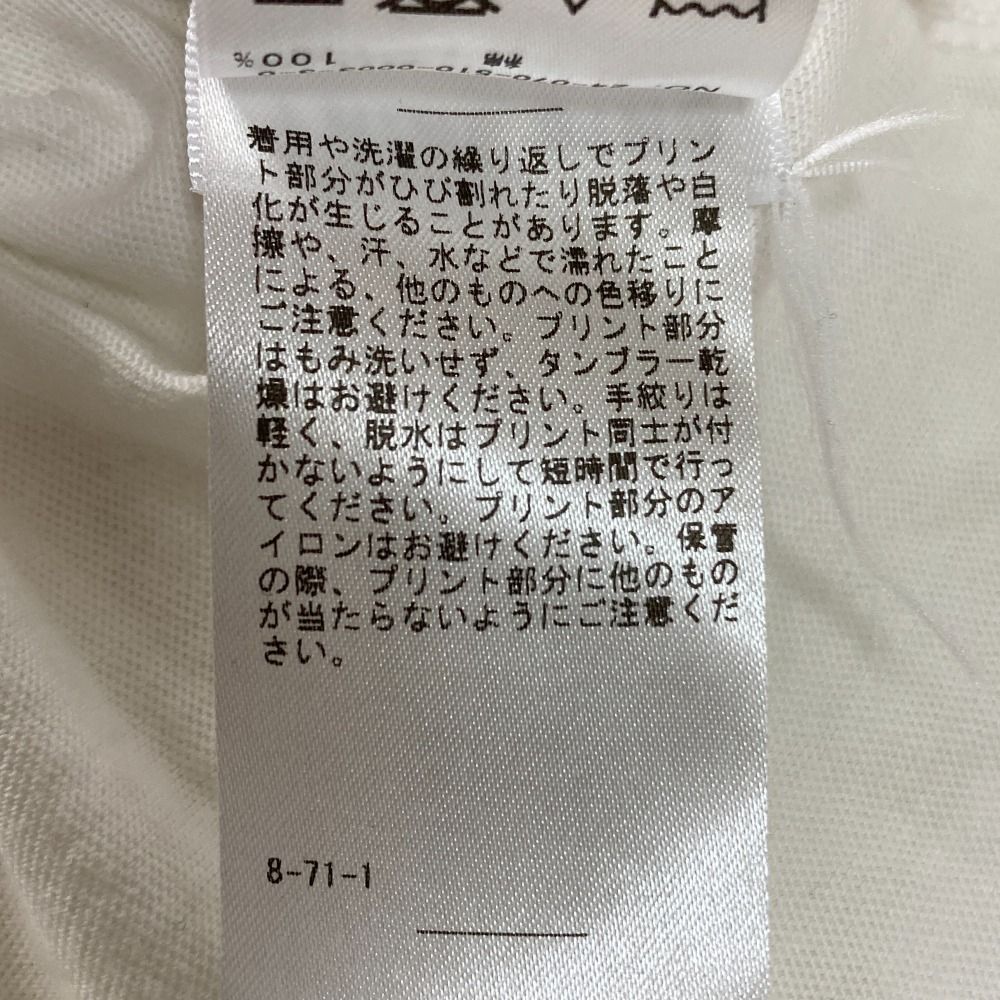 綿 100%
着用や洗濯の繰り返しでプリン
ト部分がひび割れたり脱落や白
化が生じることがあります。摩
擦や、汗、水などで濡れたこと
による、他のものへの色移りに
ご注意ください。プリント部分
はもみ洗いせず、タンブラー乾
燥はお避けください。手絞りは
軽く、脱水はプリント同士が付
かないようにして短時間で行っ
てください。プリント部分のア
イロンはお避けください。保管
の際、プリント部分に他のもの
が当たらないようにご注意くだ
さい。
8-71-1